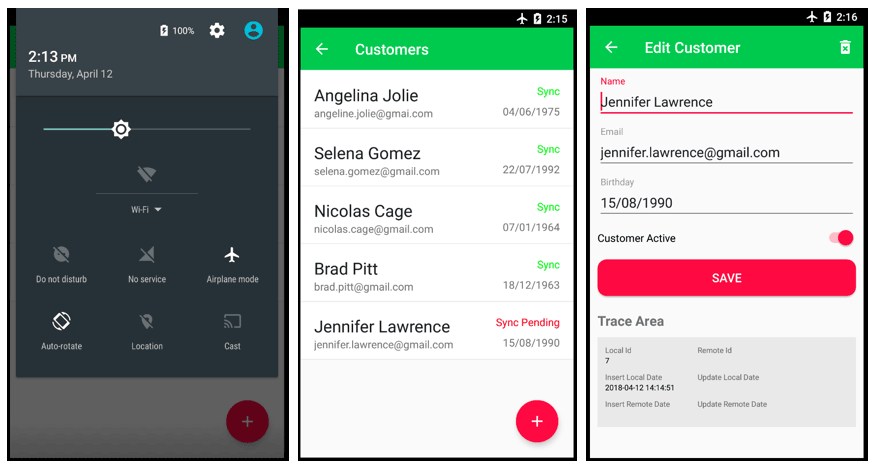 100%
2:13 PM
Thursday, April 12
Wi-Fi
Do not disturb
No service
Airplane mode
Auto-rotate
Location
Cast
2:15
Customers
Angelina Jolie
Sync
angeline.jolie@gmai.com
04/06/1975
Selena Gomez
Sync
selena.gomez@gmail.com
22/07/1992
Nicolas Cage
Sync
nicolas.cage@gmail.com
07/01/1964
Brad Pitt
Sync
brad.pitt@gmail.com
18/12/1963
Jennifer Lawrence
Sync Pending
jennifer.lawrence@gmail.com
15/08/1990
2:16
Edit Customer
Name
Jennifer Lawrence
Email
jennifer.lawrence@gmail.com
Birthday
15/08/1990
Customer Active
SAVE
Trace Area
Local Id
Remote Id
7
Insert Local Date
Update Local Date
2018-04-12 14:14:51
Insert Remote Date
Update Remote Date